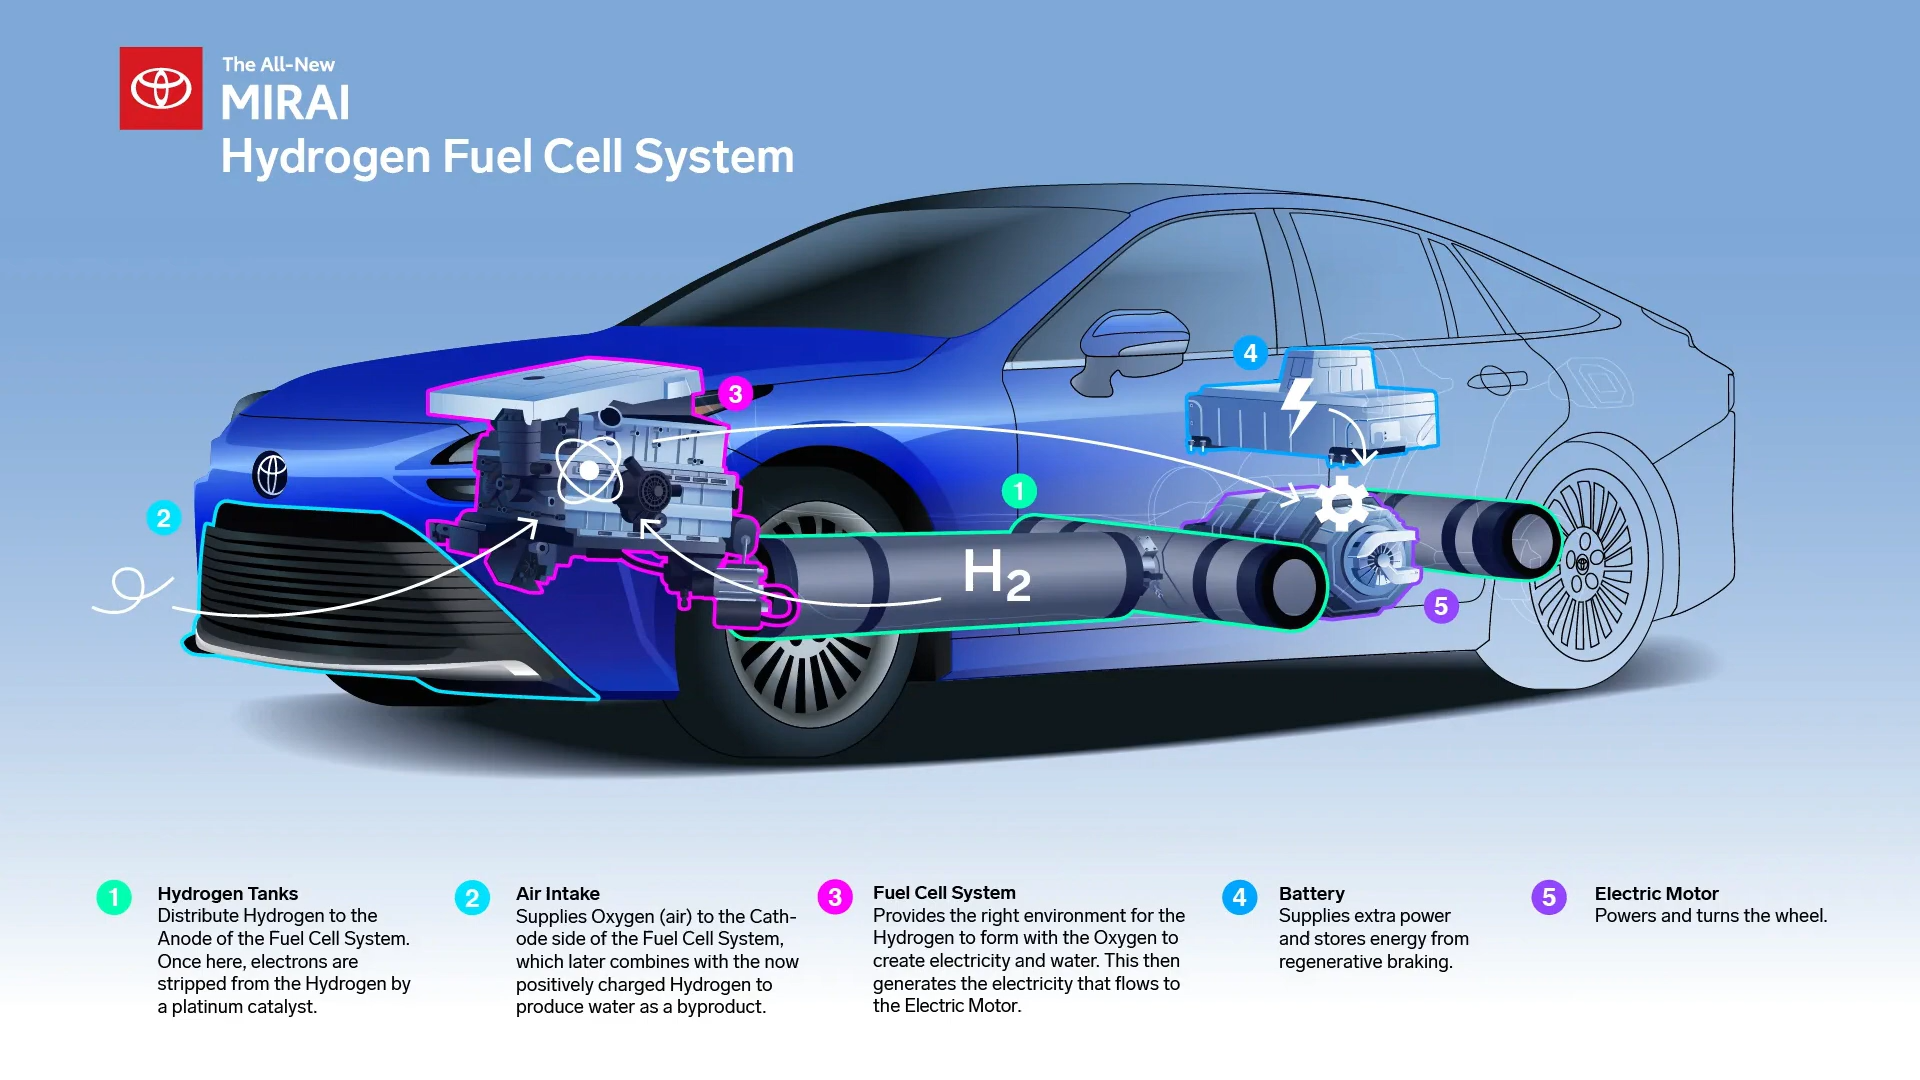 The All-New
MIRAI
Hydrogen Fuel Cell System
4
3
1
2
H2
5
1 Hydrogen Tanks
Distribute Hydrogen to the
Anode of the Fuel Cell System.
Once here, electrons are
stripped from the Hydrogen by
a platinum catalyst.
2 Air Intake
Supplies Oxygen (air) to the Cath-
ode side of the Fuel Cell System,
which later combines with the now
positively charged Hydrogen to
produce water as a byproduct.
3 Fuel Cell System
Provides the right environment for the
Hydrogen to form with the Oxygen to
create electricity and water. This then
generates the electricity that flows to
the Electric Motor.
4 Battery
Supplies extra power
and stores energy from
regenerative braking.
5 Electric Motor
Powers and turns the wheel.